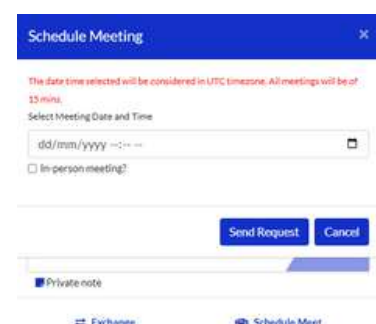 Schedule Meeting ×
The date time selected will be considered in UTC timezone. All meetings will be of
15 mins.
Select Meeting Date and Time
dd/mm/yyyy --:-- --
In-person meeting?
Send Request Cancel
Private note
Exchange Schedule Meet